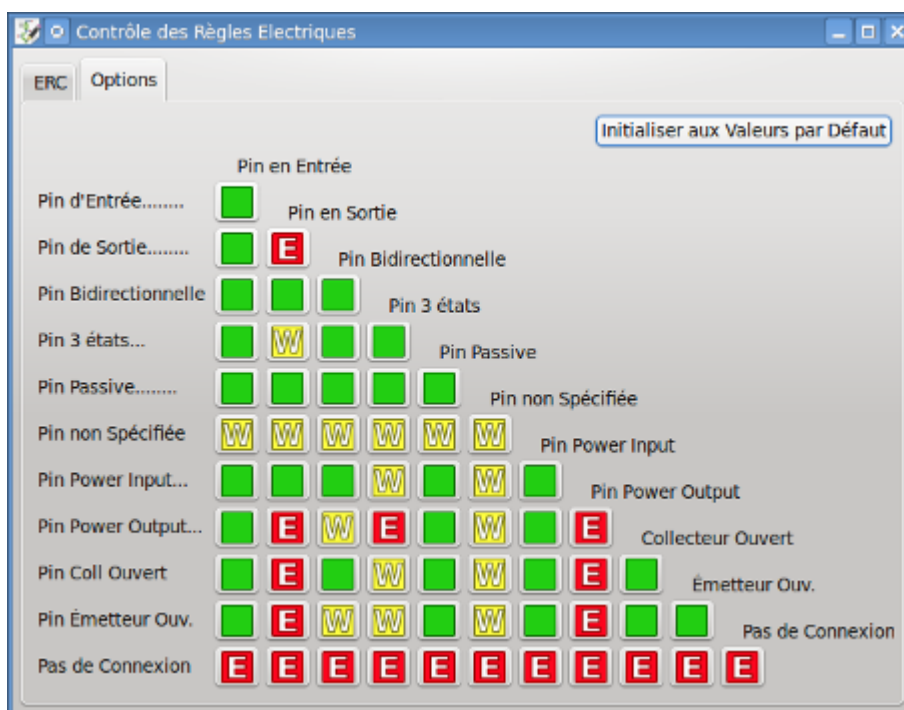 Contrôle des Règles Electriques
ERC Options
Initialiser aux Valeurs par Défaut
Pin en Entrée
Pin d'Entrée........
Pin en Sortie
Pin de Sortie........ E
Pin Bidirectionnelle
Pin Bidirectionnelle
Pin 3 états
Pin 3 états... W
Pin Passive
Pin Passive........
Pin non Spécifiée
Pin non Spécifiée W W W W W W
Pin Power Input
Pin Power Input... W W
Pin Power Output
Pin Power Output... E W E W E
Collecteur Ouvert
Pin Coll Ouvert E W W E
Émetteur Ouv.
Pin Émetteur Ouv. E W W W E
Pas de Connexion
Pas de Connexion E E E E E E E E E E E